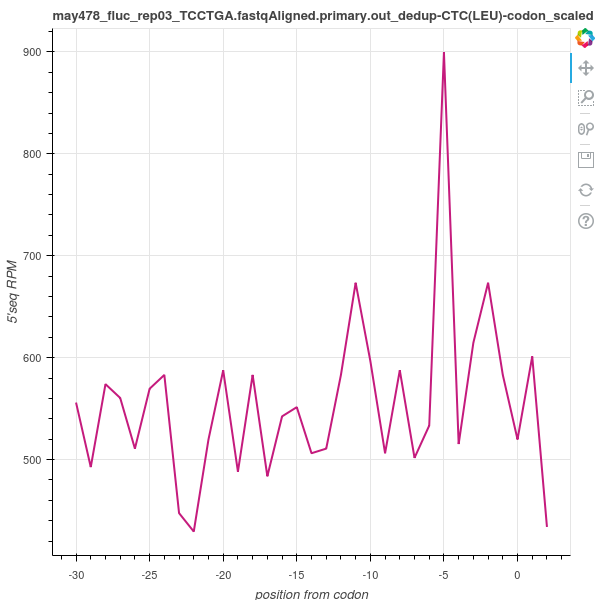 may478_fluc_rep03_TCCTGA.fastqAligned.primary.out_dedup-CTC(LEU)-codon_scaled
900
800
700
600
500
5'seq RPM
-30 -25 -20 -15 -10 -5 0
position from codon